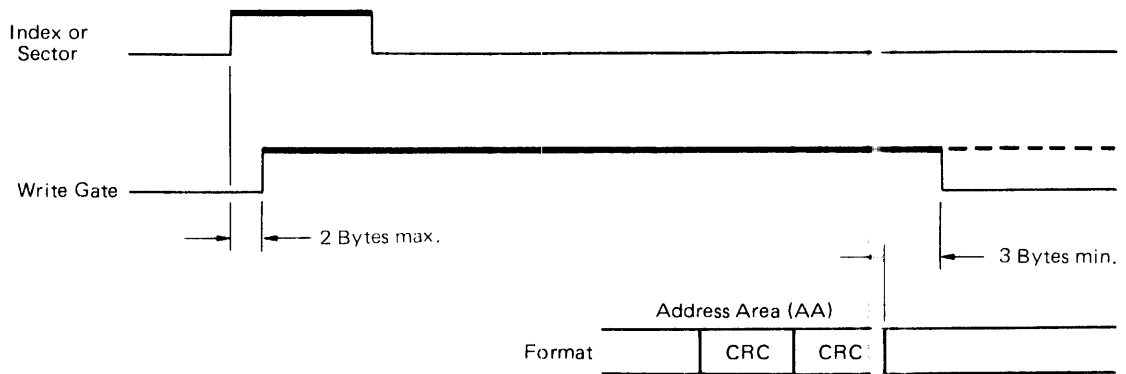 Index or
Sector
Write Gate
2 Bytes max.
3 Bytes min.
Address Area (AA)
Format CRC CRC